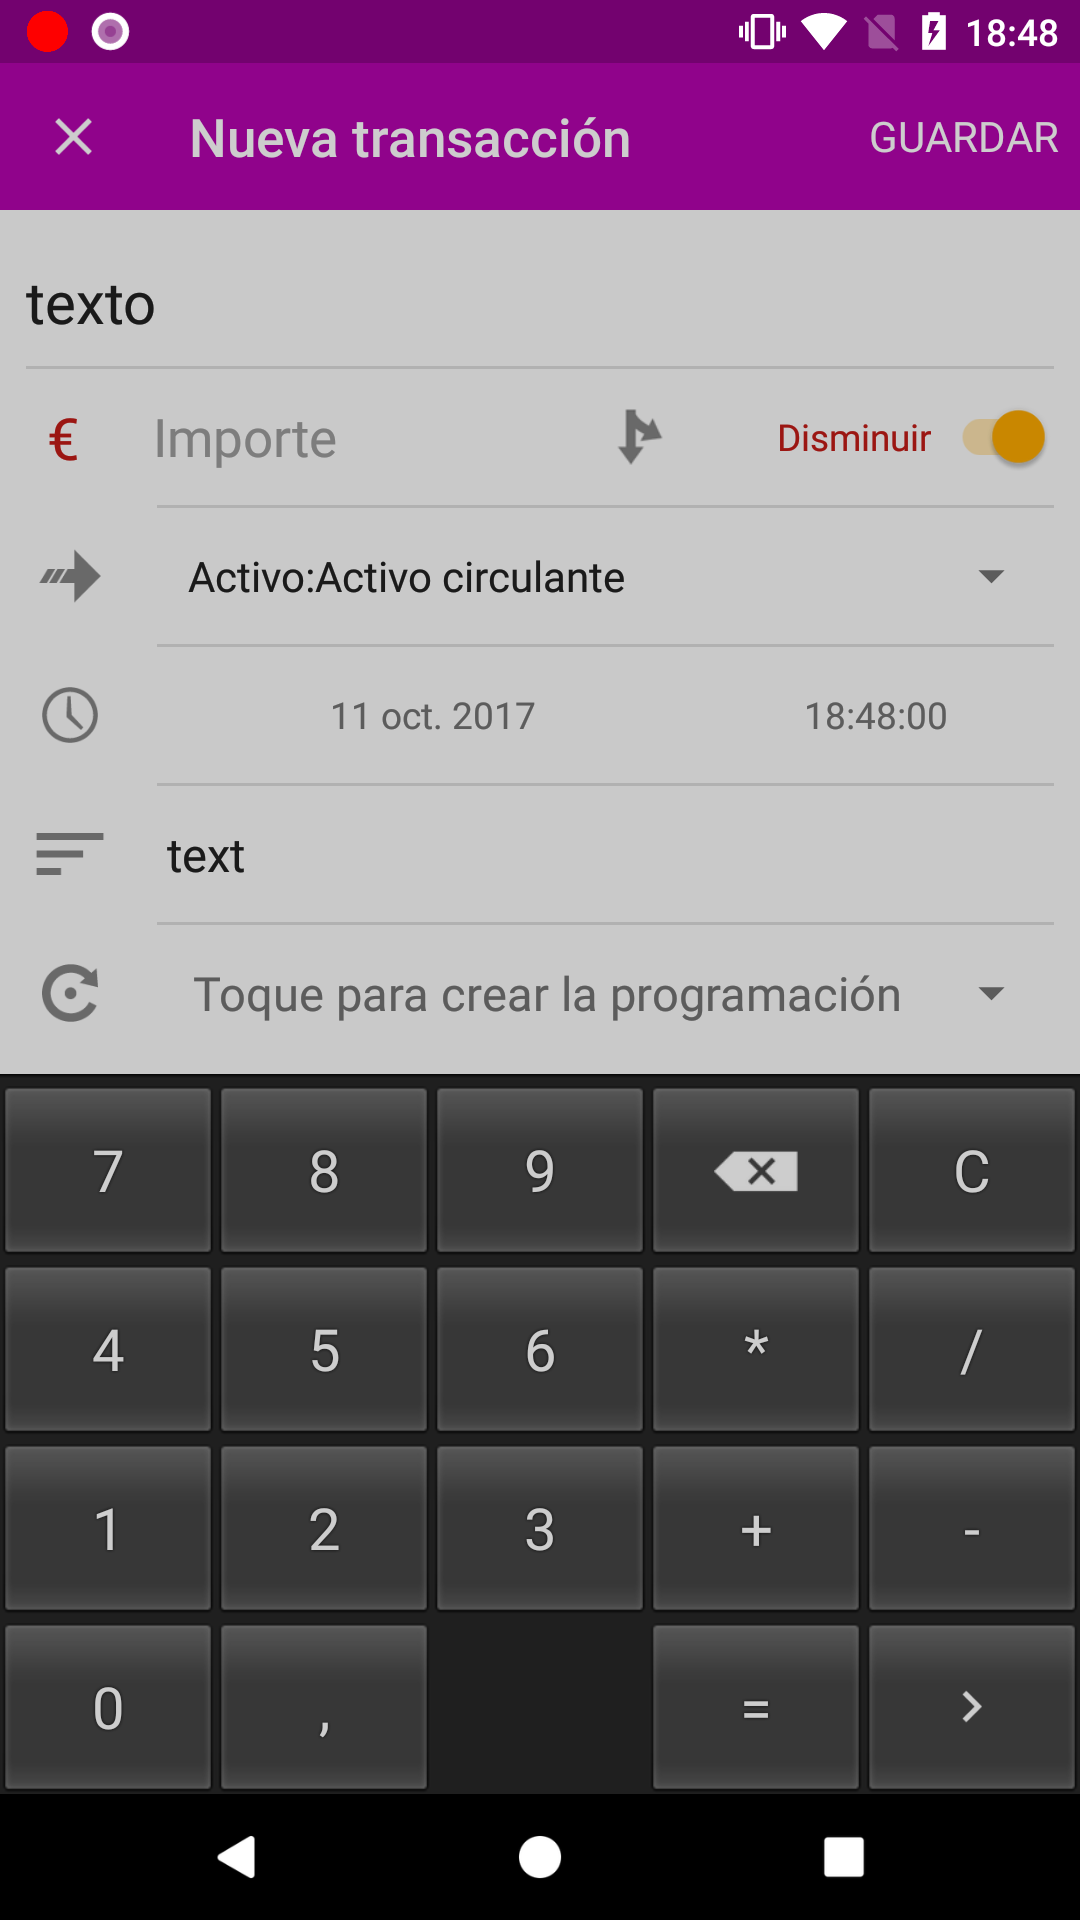 18:48
Nueva transacción GUARDAR
texto
€ Importe Disminuir
Activo:Activo circulante
11 oct. 2017 18:48:00
text
Toque para crear la programación
7 8 9 C
4 5 6 * /
1 2 3 + -
0 , = >